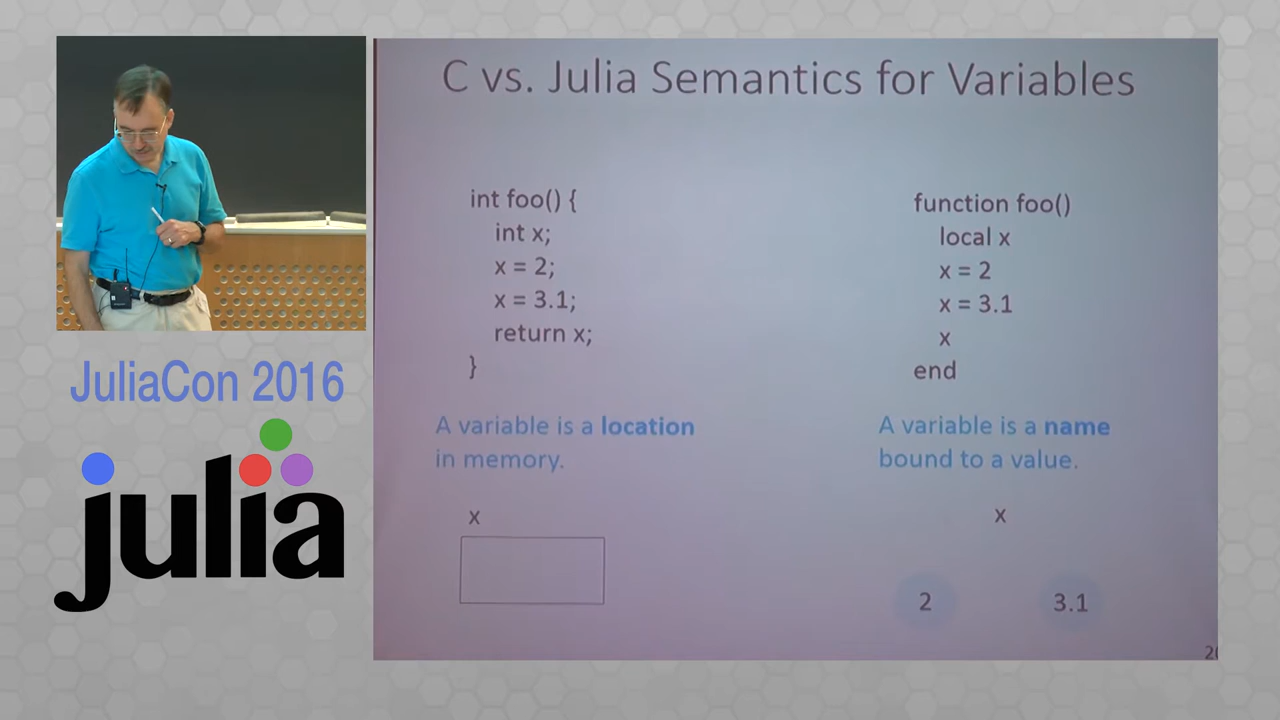 C vs. Julia Semantics for Variables
int foo() {
int x;
x = 2;
x = 3.1;
return x;
}
function foo()
local x
x = 2
x = 3.1
x
end
A variable is a location
in memory.
A variable is a name
bound to a value.
x
x
2
3.1
JuliaCon 2016
julia